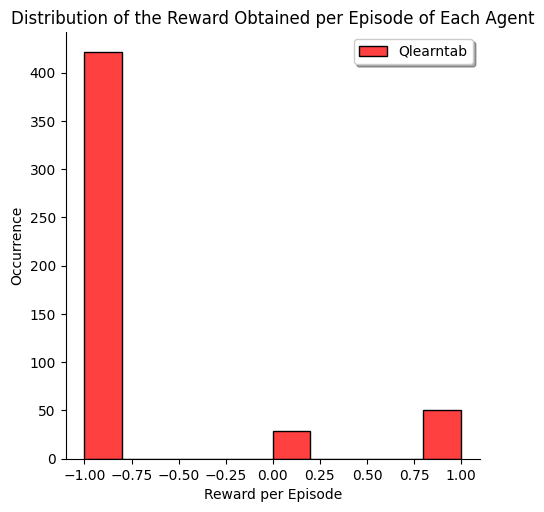 Distribution of the Reward Obtained per Episode of Each Agent
Qlearntab
400
350
300
250
200
150
100
50
0
Occurrence
−1.00 −0.75 −0.50 −0.25 0.00 0.25 0.50 0.75 1.00
Reward per Episode